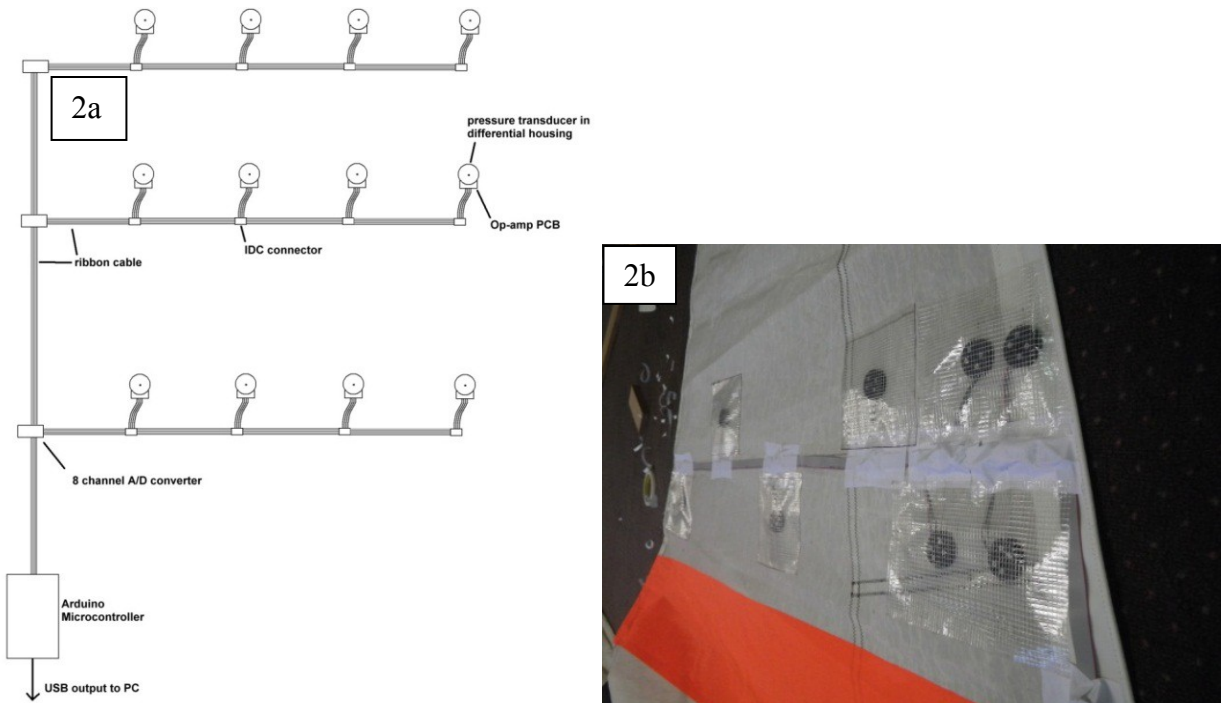 2a
pressure transducer in
differential housing
Op-amp PCB
IDC connector
ribbon cable
8 channel A/D converter
Arduino
Microcontroller
USB output to PC
2b